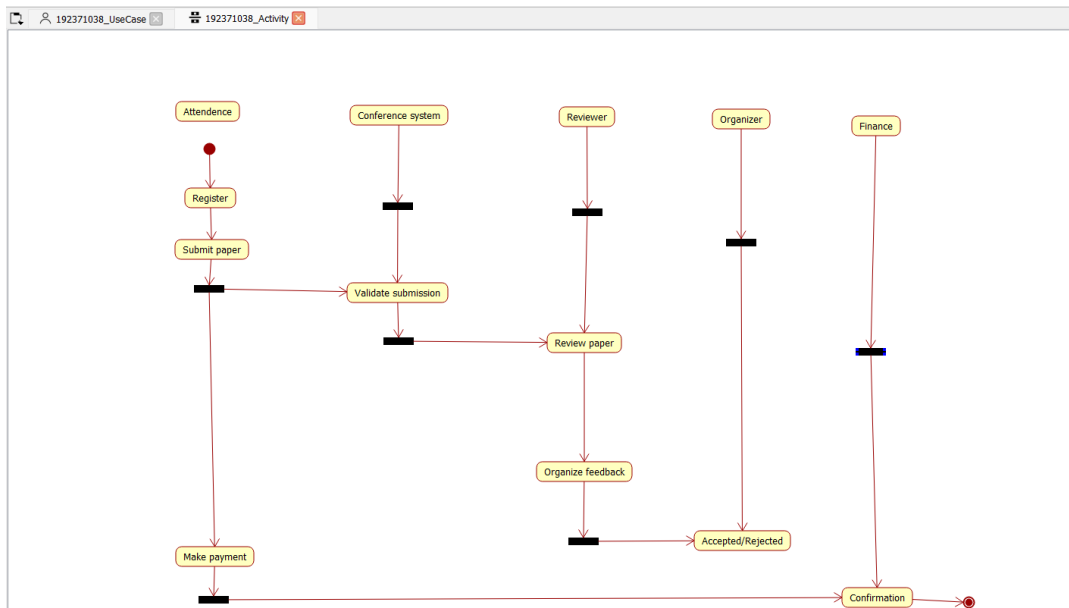 192371038_UseCase
192371038_Activity
Attendence
Conference system
Reviewer
Organizer
Finance
Register
Submit paper
Validate submission
Review paper
Organize feedback
Accepted/Rejected
Make payment
Confirmation